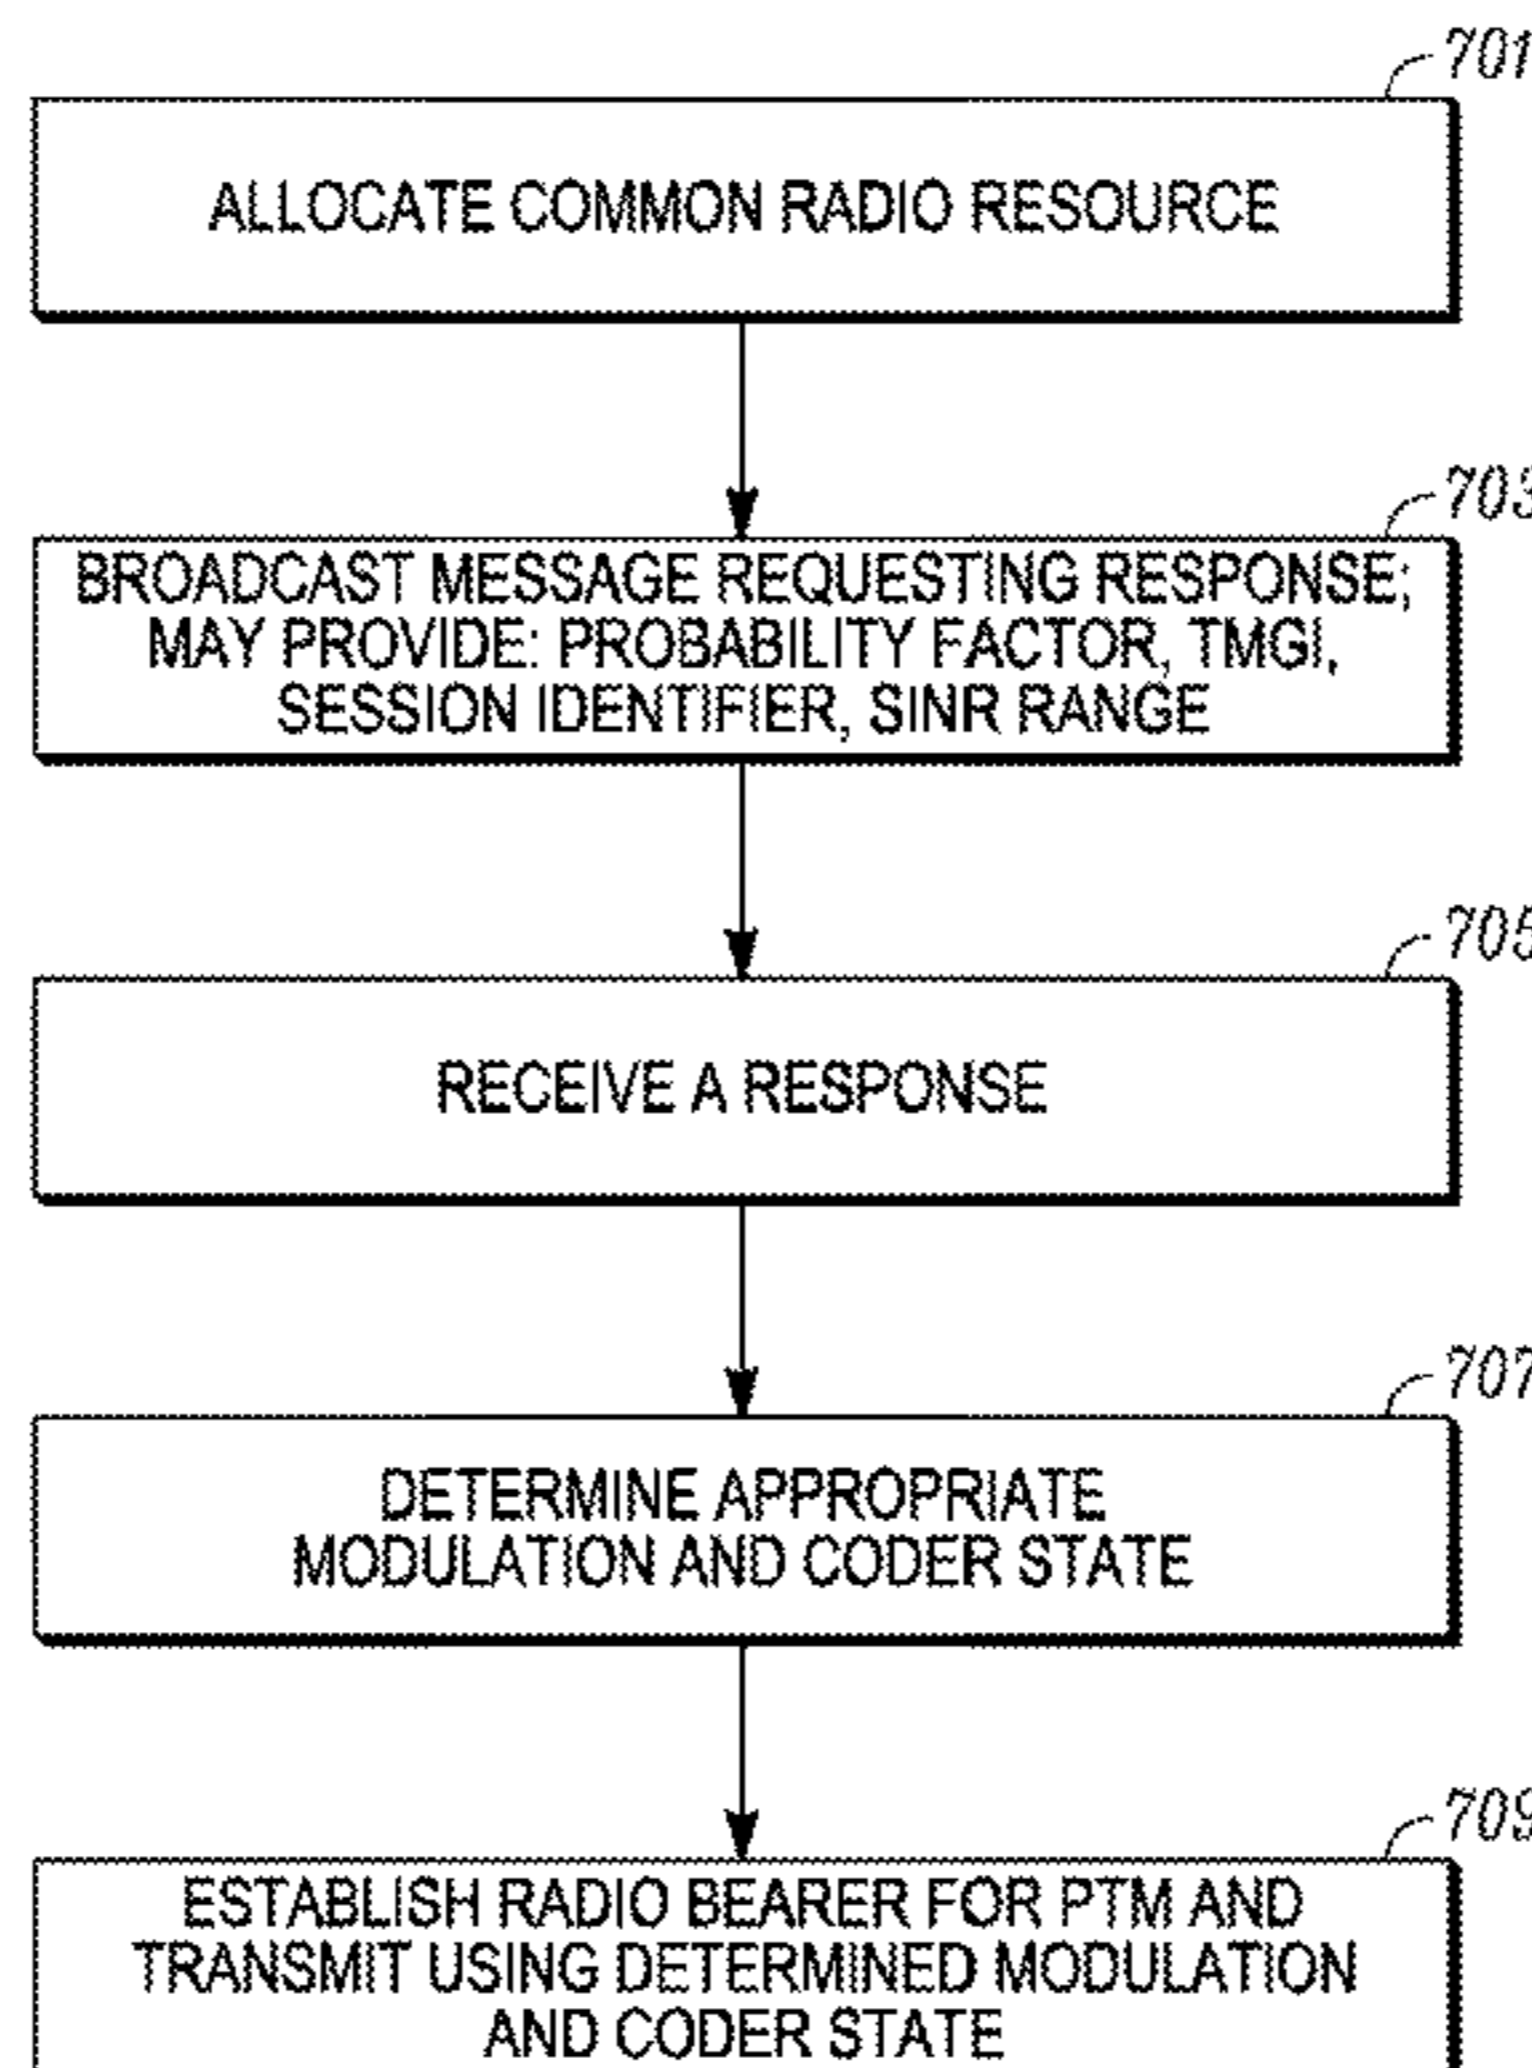 701
ALLOCATE COMMON RADIO RESOURCE
703
BROADCAST MESSAGE REQUESTING RESPONSE;
MAY PROVIDE: PROBABILITY FACTOR, TMGI,
SESSION IDENTIFIER, SINR RANGE
705
RECEIVE A RESPONSE
707
DETERMINE APPROPRIATE
MODULATION AND CODER STATE
709
ESTABLISH RADIO BEARER FOR PTM AND
TRANSMIT USING DETERMINED MODULATION
AND CODER STATE